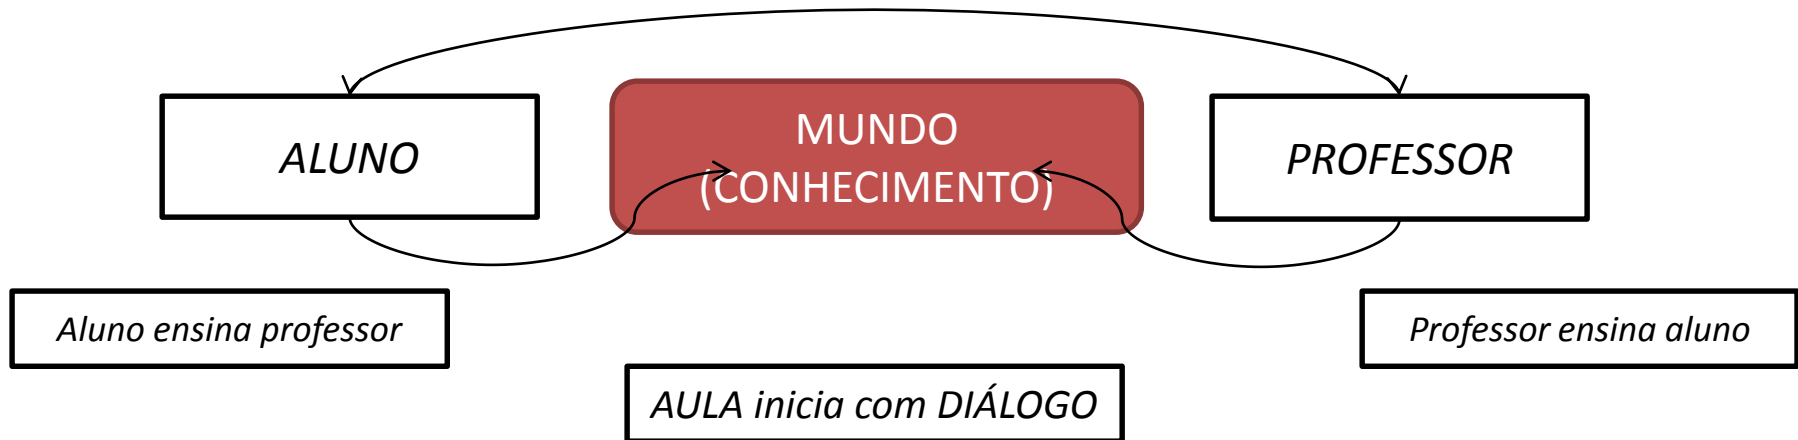 ALUNO
MUNDO
(CONHECIMENTO)
PROFESSOR
Aluno ensina professor
Professor ensina aluno
AULA inicia com DIÁLOGO